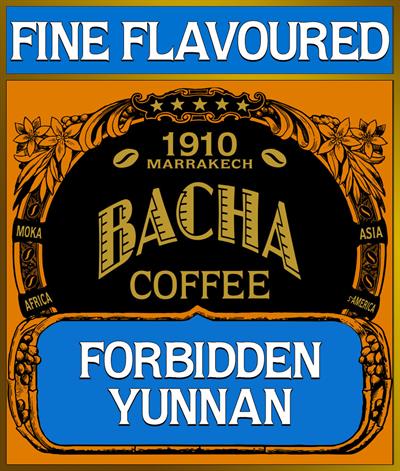 FINE FLAVOURED
1910
MARRAKECH
BACHA
COFFEE
MOKA
ASIA
AFRICA
S.AMERICA
FORBIDDEN
YUNNAN